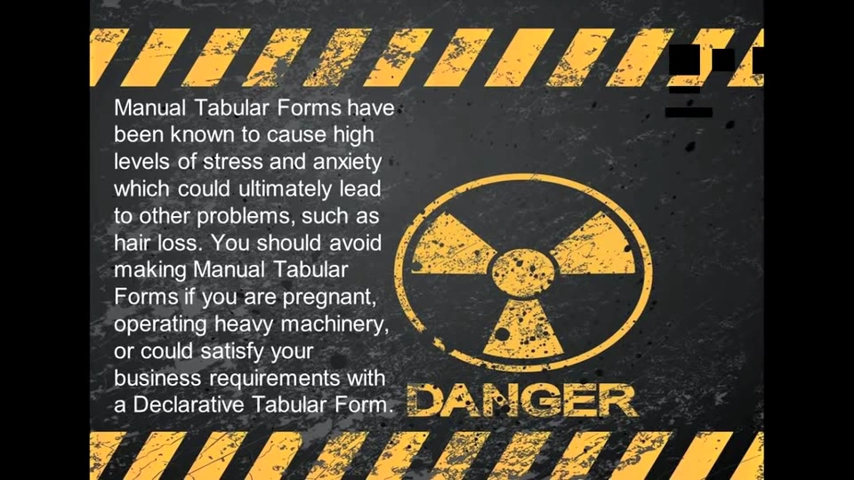 Manual Tabular Forms have
been known to cause high
levels of stress and anxiety
which could ultimately lead
to other problems, such as
hair loss. You should avoid
making Manual Tabular
Forms if you are pregnant,
operating heavy machinery,
or could satisfy your
business requirements with
a Declarative Tabular Form.
DANGER